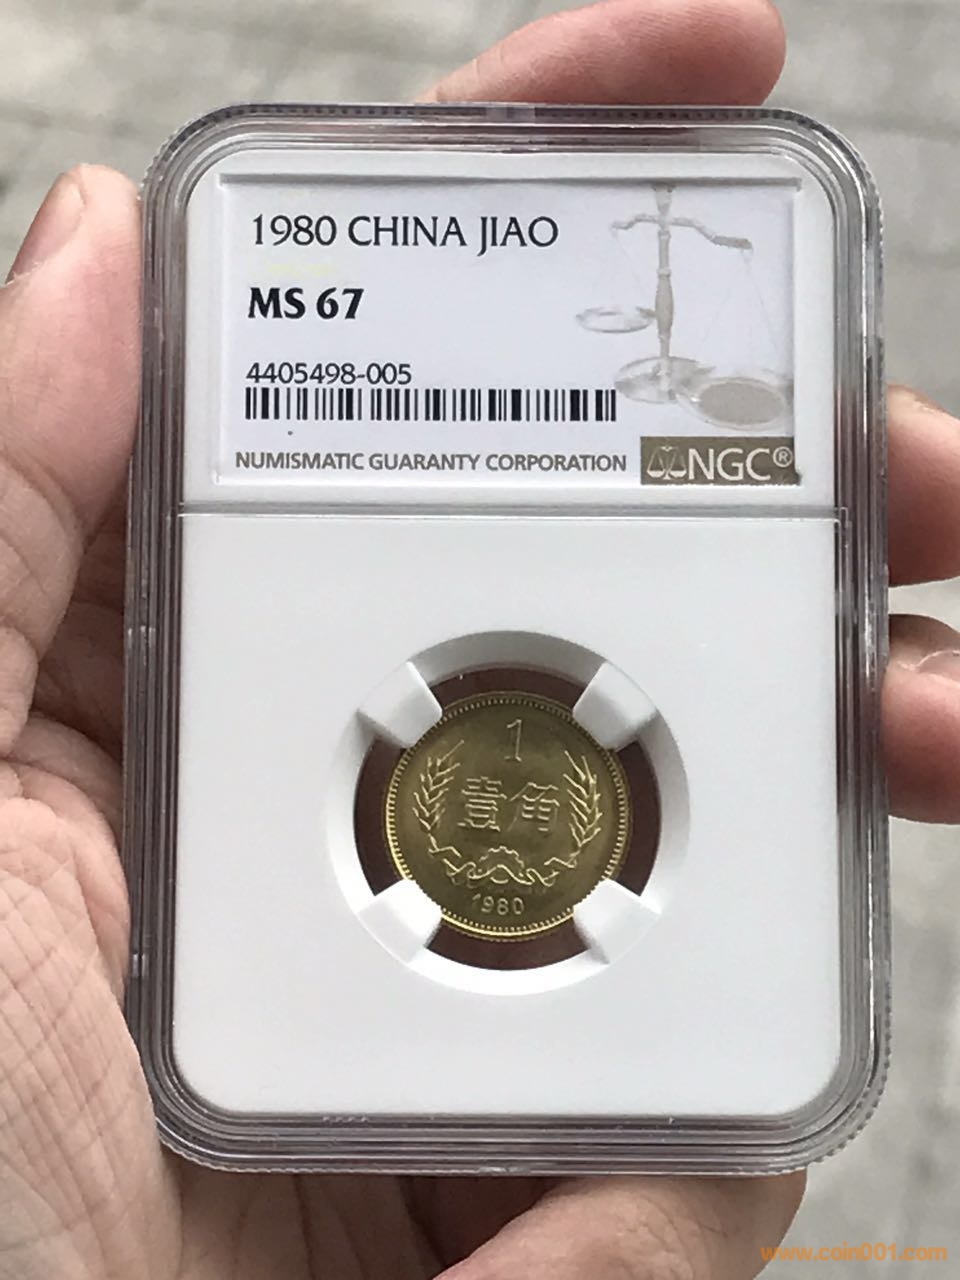 1980 CHINA JIAO
MS 67
4405498-005
NUMISMATIC GUARANTY CORPORATION
NGC®
1
壹角
1980
www.coin001.com